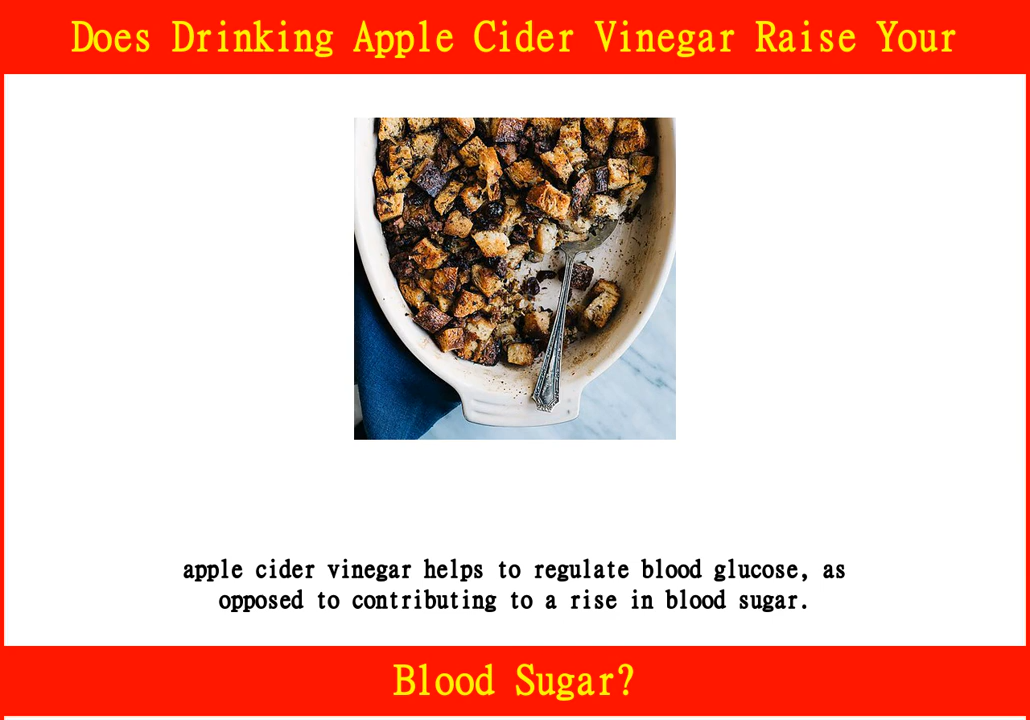 Does Drinking Apple Cider Vinegar Raise Your
apple cider vinegar helps to regulate blood glucose, as
opposed to contributing to a rise in blood sugar.
Blood Sugar?